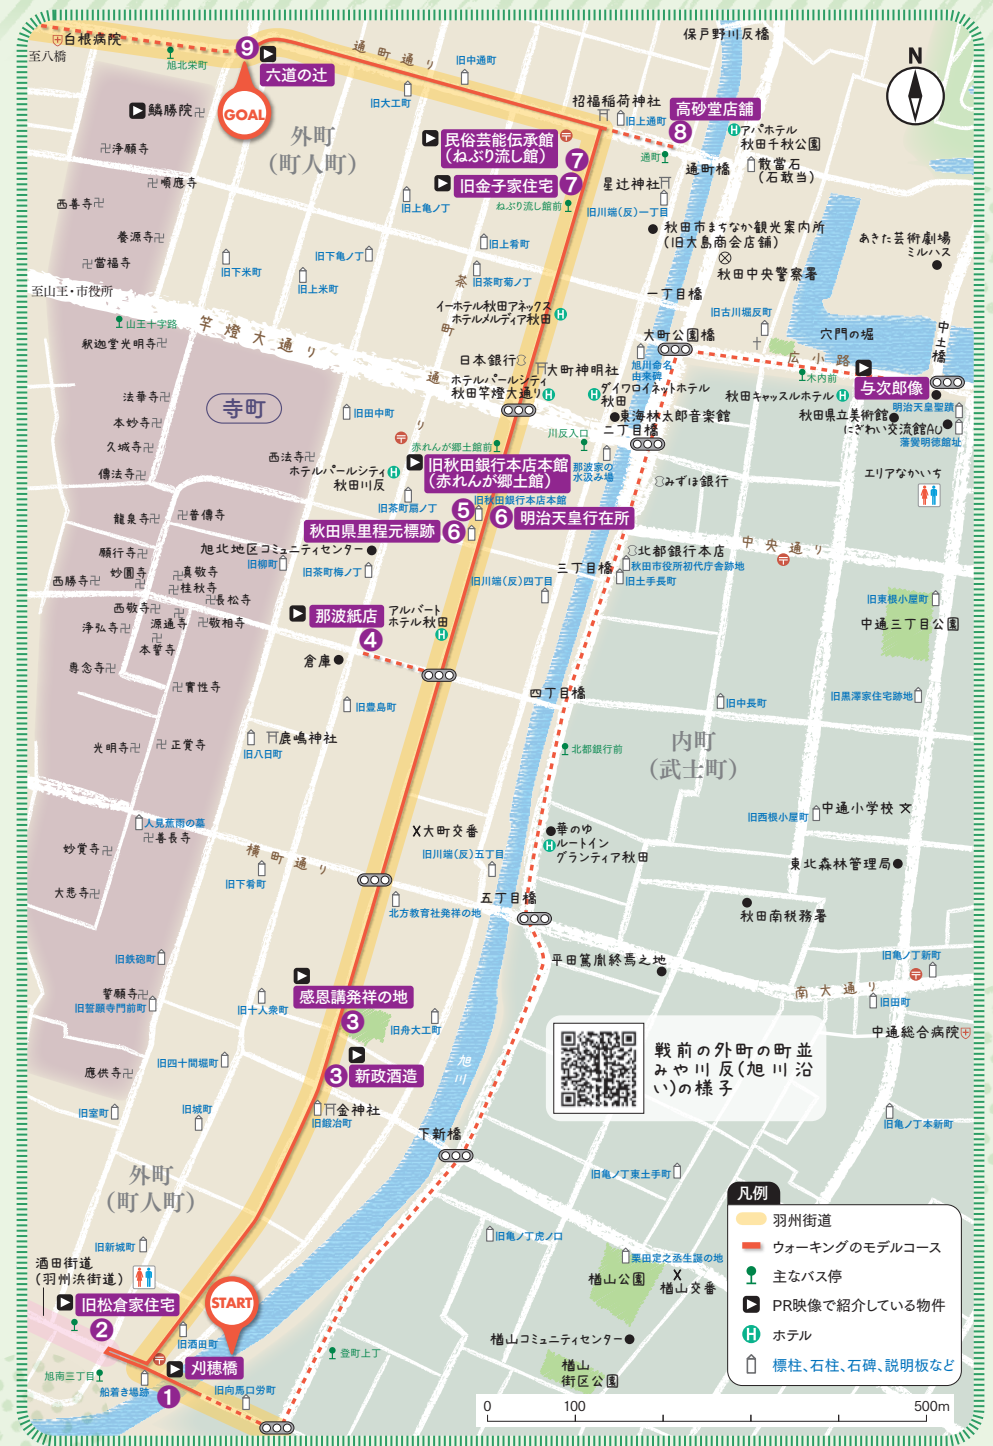 白根病院
至八橋
旭北栄町
9
六道の辻
GOAL
通町通り
旧中通町
旧大工町
保戸野川反橋
N
招福稲荷神社
旧上通町
高砂堂店舗
8
アパホテル
秋田千秋公園
鱗勝院
浄願寺
順應寺
西善寺
養源寺
當福寺
外町
（町人町）
民俗芸能伝承館
（ねぶり流し館）
7
旧金子家住宅
7
ねぶり流し館前
通町
通町橋
散當石
（石敢当）
星辻神社
旧川端(反)一丁目
旧上亀ノ丁
秋田市まちなか観光案内所
（旧大島商会店舗）
秋田中央警察署
あきた芸術劇場
ミルハス
旧下米町
旧下亀ノ丁
旧上肴町
旧上米町
旧茶町菊ノ丁
至山王・市役所
山王十字路
竿燈大通り
釈迦堂光明寺
茶町通り
イーホテル秋田アネックス
ホテルメルディア秋田
一丁目橋
旧古川堀反町
大町公園橋
穴門の堀
中土橋
広小路
木内前
与次郎像
日本銀行
大町神明社
旭川命名
由来碑
ホテルパールシティ
秋田竿燈大通り
ダイワロイネットホテル
秋田
秋田キャッスルホテル
秋田県立美術館
明治天皇聖蹟
にぎわい交流館AU
藩黌明徳館址
エリアなかいち
法華寺
本妙寺
久城寺
傳法寺
寺町
旧田中町
東海林太郎音楽館
二丁目橋
川反入口
赤れんが郷土館前
西法寺
ホテルパールシティ
秋田川反
旧秋田銀行本店本館
（赤れんが郷土館）
那波家の
水汲み場
みずほ銀行
旧茶町扇ノ丁
旧秋田銀行本店本館
5
6
明治天皇行在所
秋田県里程元標跡
6
龍泉寺
普傳寺
願行寺
旭北地区コミュニティセンター
旧柳町
旧茶町梅ノ丁
北都銀行本店
秋田市役所初代庁舎跡地
三丁目橋
旧土手長町
中央通り
西勝寺
妙圓寺
真敬寺
桂秋寺
長松寺
西敬寺
源通寺
敬相寺
浄弘寺
本誓寺
専念寺
實性寺
旧川端(反)四丁目
那波紙店
4
アルバート
ホテル秋田
倉庫
旧東根小屋町
中通三丁目公園
四丁目橋
旧中長町
旧黒澤家住宅跡地
旧豊島町
光明寺
正覚寺
鹿嶋神社
旧八日町
北都銀行前
内町
（武士町）
人見蕉雨の墓
善長寺
妙覚寺
大悲寺
横町通り
旧下肴町
大町交番
旧川端(反)五丁目
華のゆ
ルートイン
グランティア秋田
旧西根小屋町
中通小学校
東北森林管理局
北方教育社発祥の地
五丁目橋
秋田南税務署
旧鉄砲町
誓願寺
旧誓願寺門前町
旧十人衆町
感恩講発祥の地
3
旧舟大工町
3
新政酒造
平田篤胤終焉之地
旧亀ノ丁新町
南大通り
旧田町
中通総合病院
旭川
戦前の外町の町並
みや川反(旭川沿
い)の様子
旧四十間堀町
應供寺
旧室町
旧城町
金神社
旧鍛冶町
下新橋
旧亀ノ丁本新町
外町
（町人町）
旧亀ノ丁東土手町
旧新城町
旧亀ノ丁虎ノ口
栗田定之丞生誕の地
楢山公園
楢山交番
酒田街道
（羽州浜街道）
旧松倉家住宅
2
START
旧酒田町
刈穂橋
1
旭南三丁目
船着き場跡
旧向馬口労町
登町上丁
楢山コミュニティセンター
楢山
街区公園
凡例
羽州街道
ウォーキングのモデルコース
主なバス停
PR映像で紹介している物件
ホテル
標柱、石柱、石碑、説明板など
0 100 500m